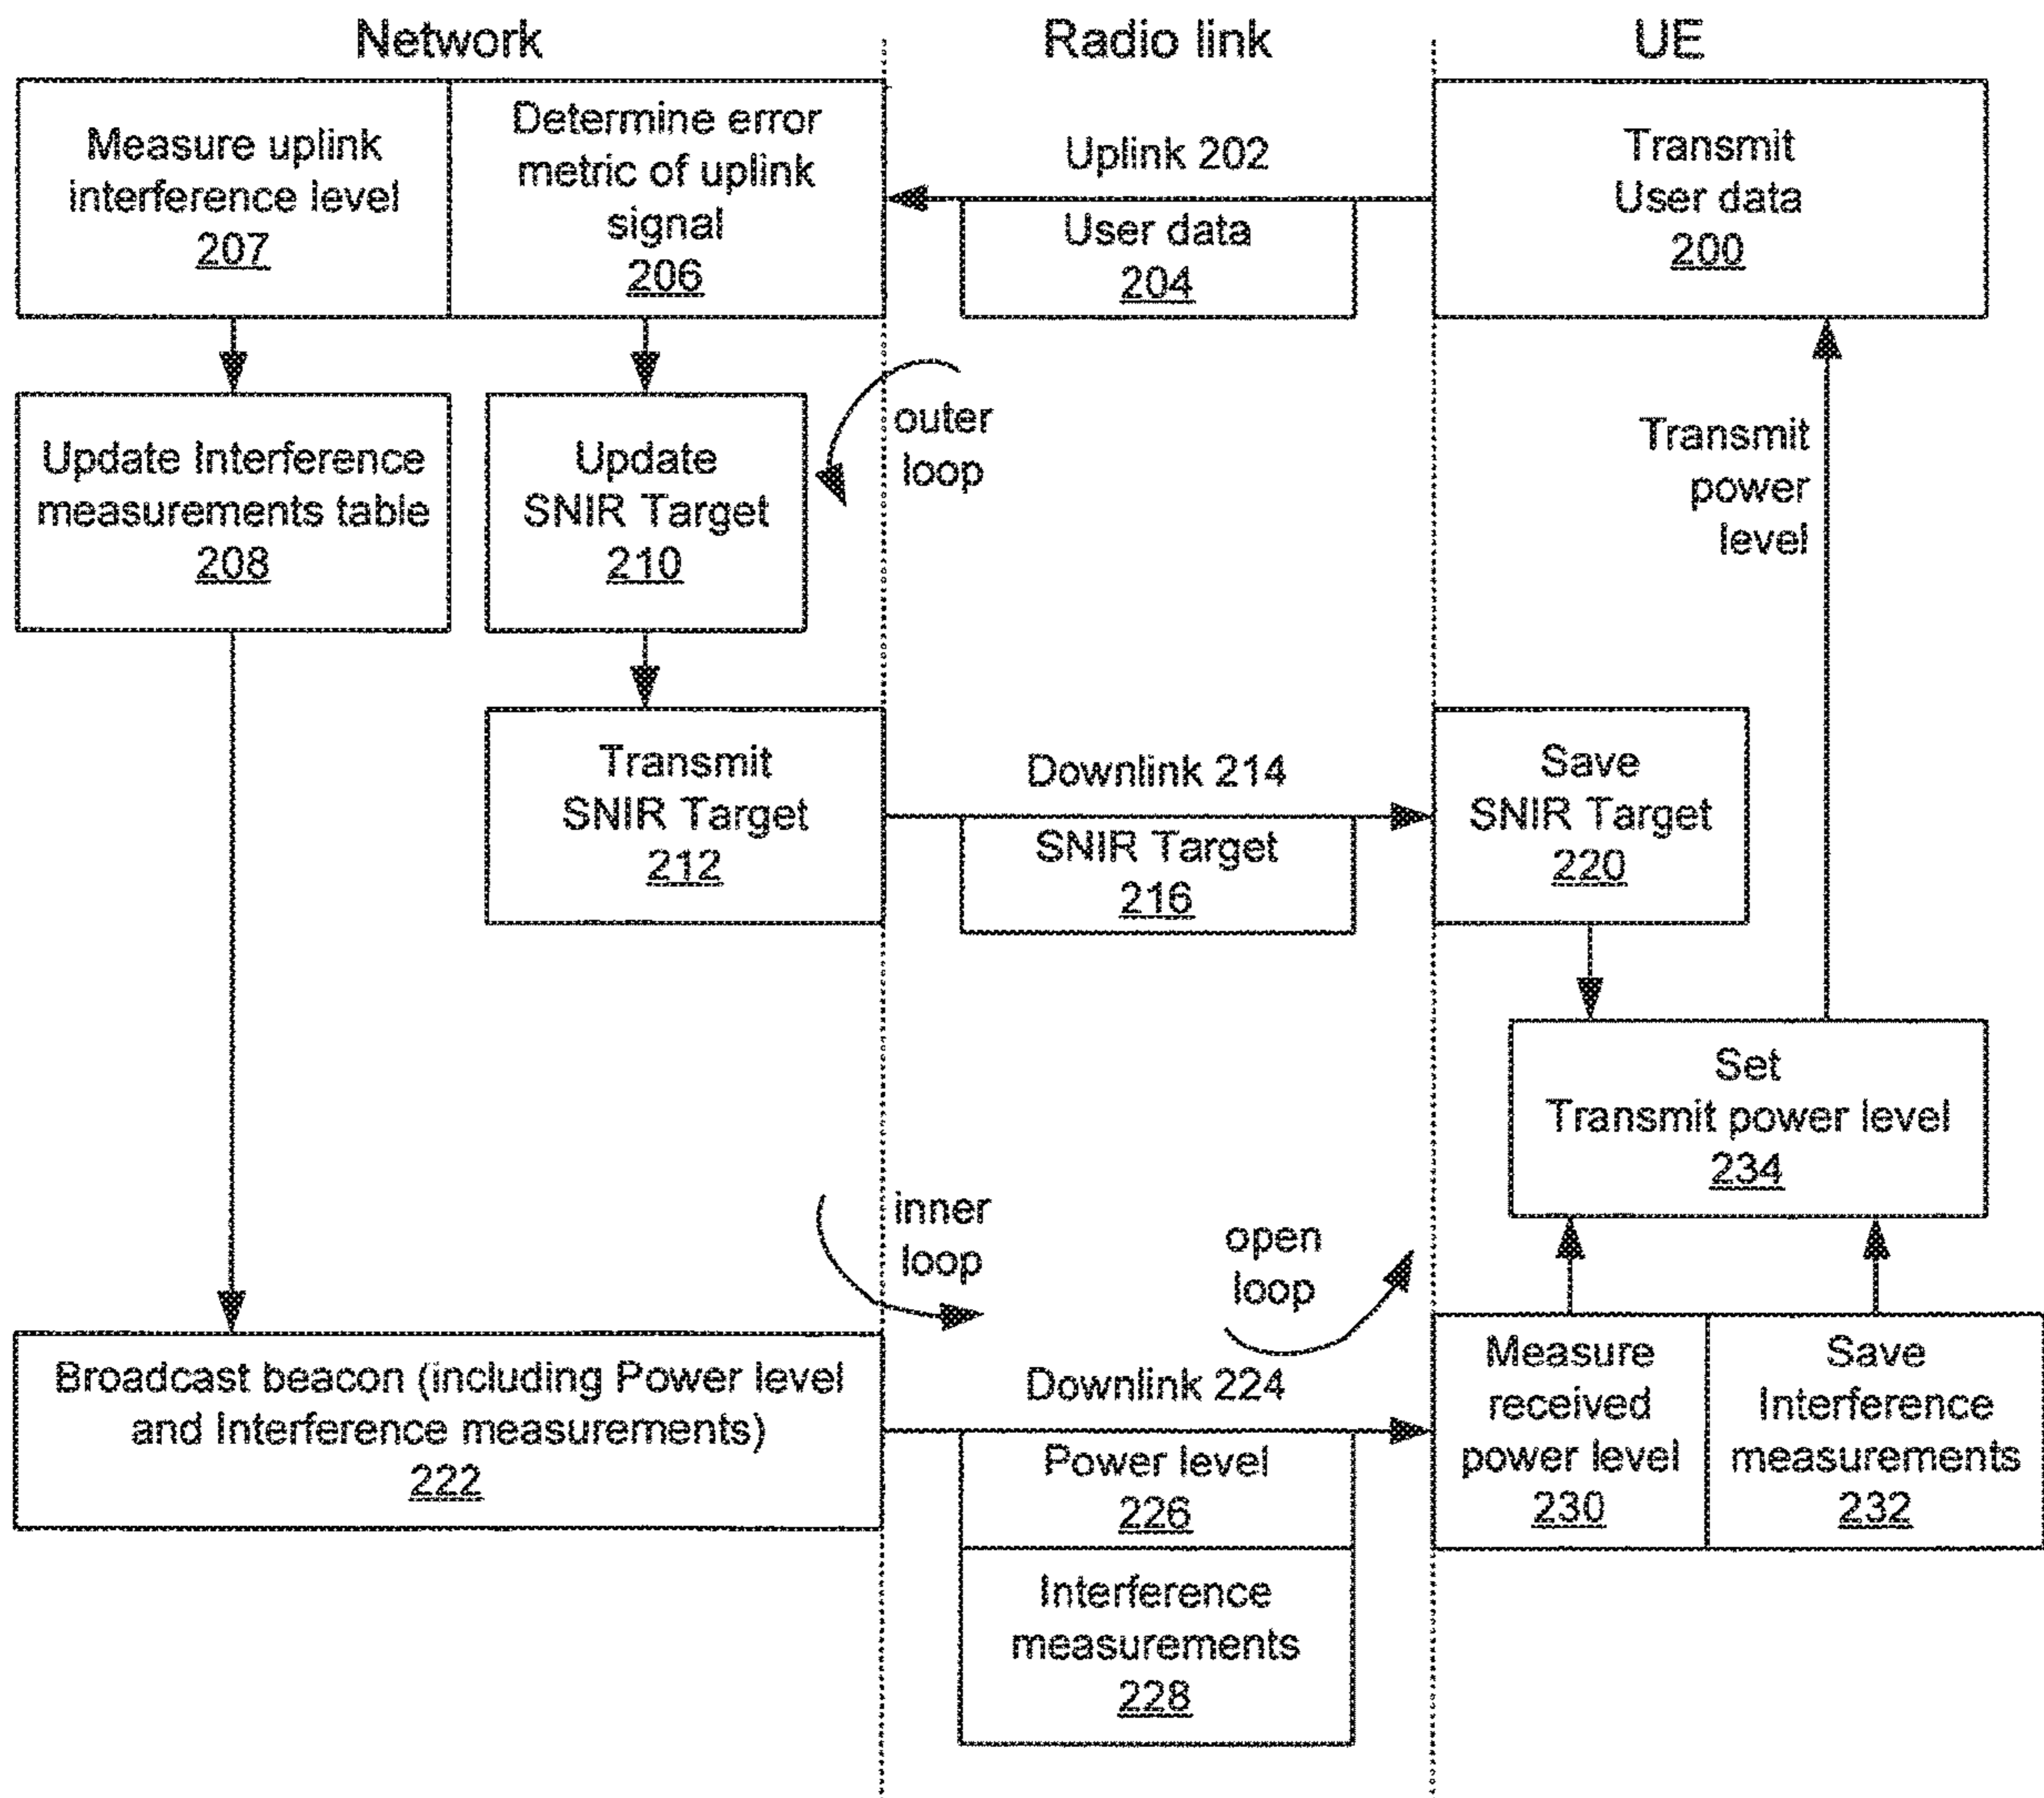 Network
Radio link
UE
Measure uplink
interference level
207
Determine error
metric of uplink
signal
206
Uplink 202
User data
204
Transmit
User data
200
Update Interference
measurements table
208
Update
SNIR Target
210
outer
loop
Transmit
power
level
Transmit
SNIR Target
212
Downlink 214
SNIR Target
216
Save
SNIR Target
220
Set
Transmit power level
234
inner
loop
open
loop
Broadcast beacon (including Power level
and Interference measurements)
222
Downlink 224
Power level
226
Interference
measurements
228
Measure
received
power level
230
Save
Interference
measurements
232